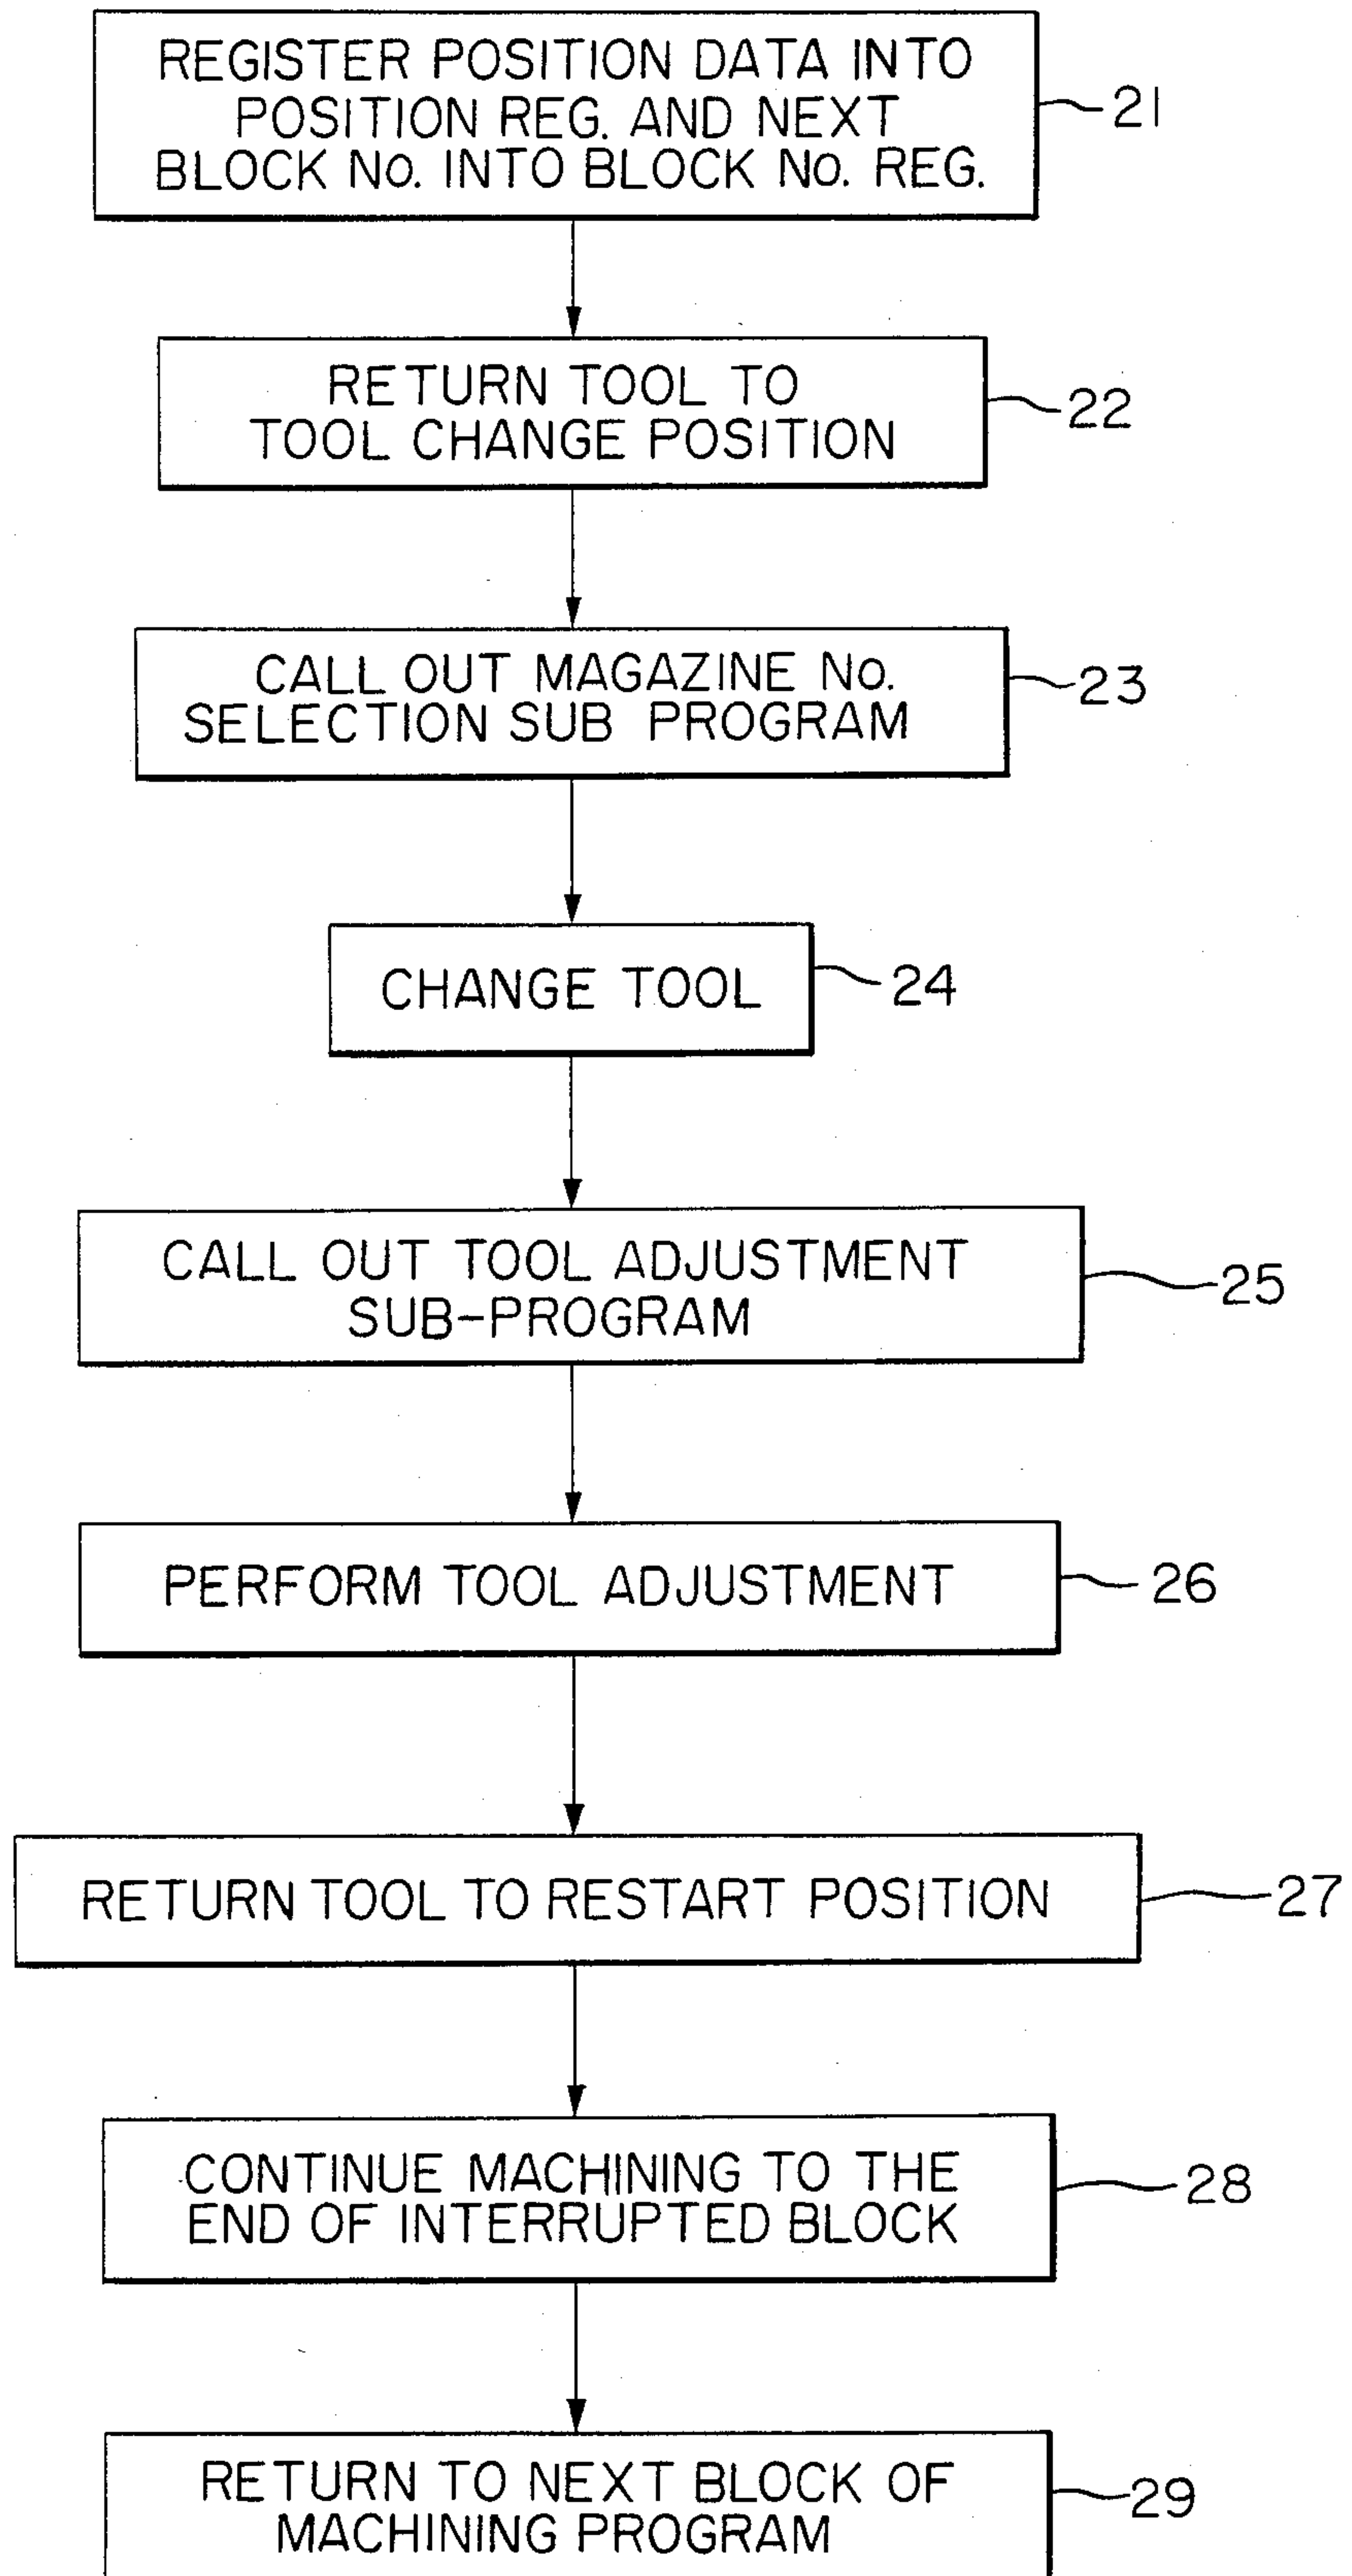 REGISTER POSITION DATA INTO
POSITION REG. AND NEXT
BLOCK No. INTO BLOCK No. REG.
21
RETURN TOOL TO
TOOL CHANGE POSITION
22
CALL OUT MAGAZINE No.
SELECTION SUB PROGRAM
23
CHANGE TOOL
24
CALL OUT TOOL ADJUSTMENT
SUB-PROGRAM
25
PERFORM TOOL ADJUSTMENT
26
RETURN TOOL TO RESTART POSITION
27
CONTINUE MACHINING TO THE
END OF INTERRUPTED BLOCK
28
RETURN TO NEXT BLOCK OF
MACHINING PROGRAM
29